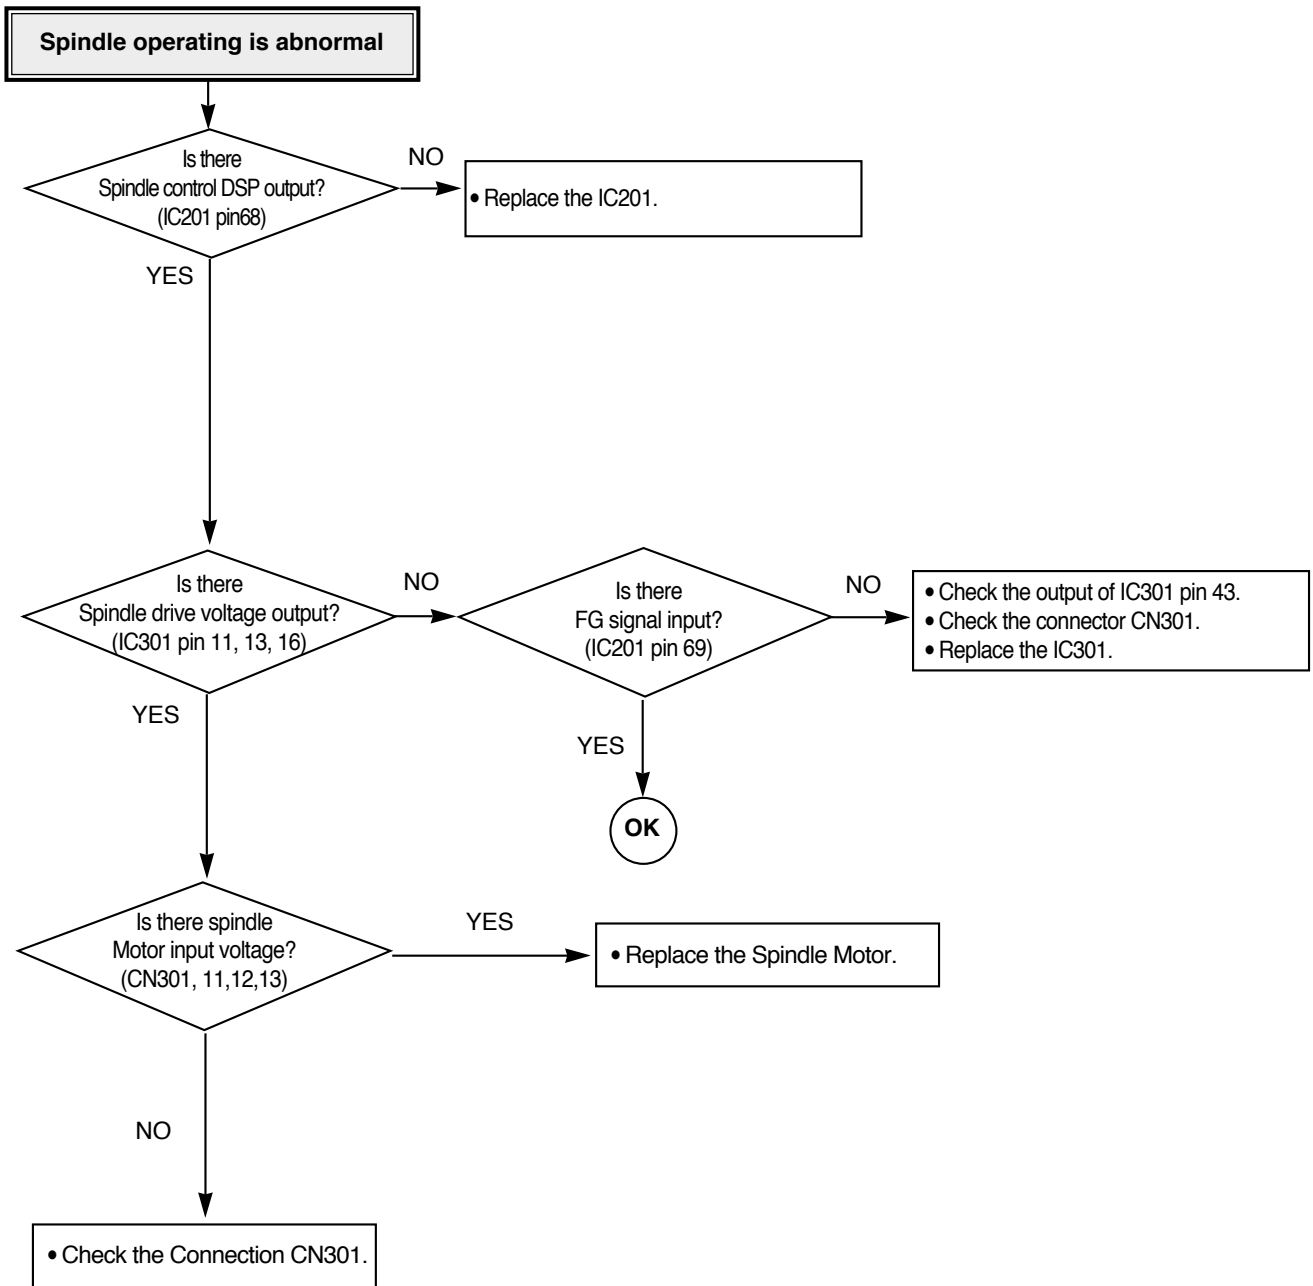 Spindle operating is abnormal
Is there
Spindle control DSP output?
(IC201 pin68)
NO
• Replace the IC201.
YES
Is there
Spindle drive voltage output?
(IC301 pin 11, 13, 16)
NO
Is there
FG signal input?
(IC201 pin 69)
NO
• Check the output of IC301 pin 43.
• Check the connector CN301.
• Replace the IC301.
YES
YES
OK
Is there spindle
Motor input voltage?
(CN301, 11,12,13)
YES
• Replace the Spindle Motor.
NO
• Check the Connection CN301.